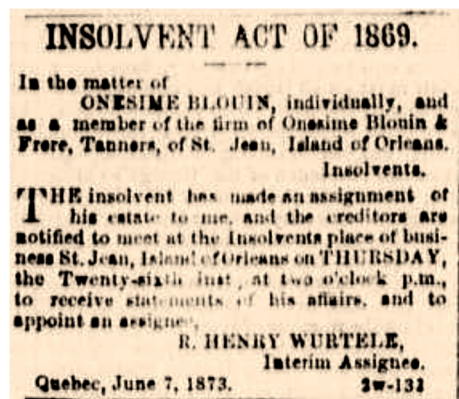 INSOLVENT ACT OF 1869.
In the matter of
ONESIME BLOUIN, individually, and
as a member of the firm of Onesime Blouin &
Frere, Tanners, of St. Jean, Island of Orleans.
Insolvents.
THE insolvent has made an assignment of
his estate to me, and the creditors are
notified to meet at the Insolvents place of busi-
ness St. Jean, Island of Orleans on THURSDAY,
the Twenty-sixth inst, at two o'clock p.m.,
to receive statements of his affairs, and to
appoint an assignee,
R. HENRY WURTELE,
Interim Assignee.
Quebec, June 7, 1873. 2w-132